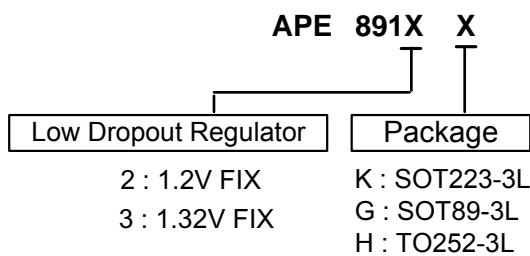 APE 891X X
Low Dropout Regulator
2 : 1.2V FIX
3 : 1.32V FIX
Package
K : SOT223-3L
G : SOT89-3L
H : TO252-3L